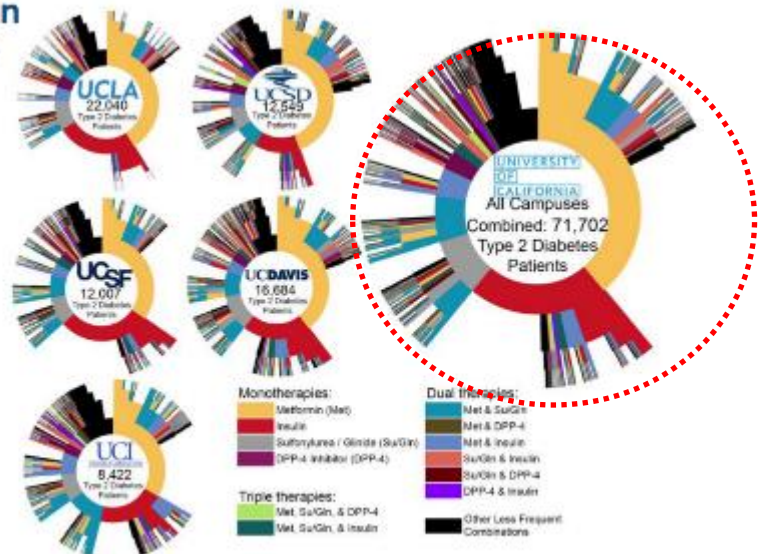 n
UCLA
22,040
Type 2 Diabetes
Patients
UCSD
12,549
Type 2 Diabetes
Patients
UNIVERSITY
OF
CALIFORNIA
All Campuses
Combined: 71,702
Type 2 Diabetes
Patients
UCSF
12,007
Type 2 Diabetes
Patients
UCDAVIS
16,684
Type 2 Diabetes
Patients
UCI
8,422
Type 2 Diabetes
Patients
Monotherapies:
Metformin (Met)
Insulin
Sulfonylurea / Glinide (Su/Gln)
DPP-4 Inhibitor (DPP-4)
Triple therapies:
Met, Su/Gln, & DPP-4
Met, Su/Gln, & Insulin
Dual therapies:
Met & Su/Gln
Met & DPP-4
Met & Insulin
Su/Gln & Insulin
Su/Gln & DPP-4
DPP-4 & Insulin
Other Less Frequent
Combinations